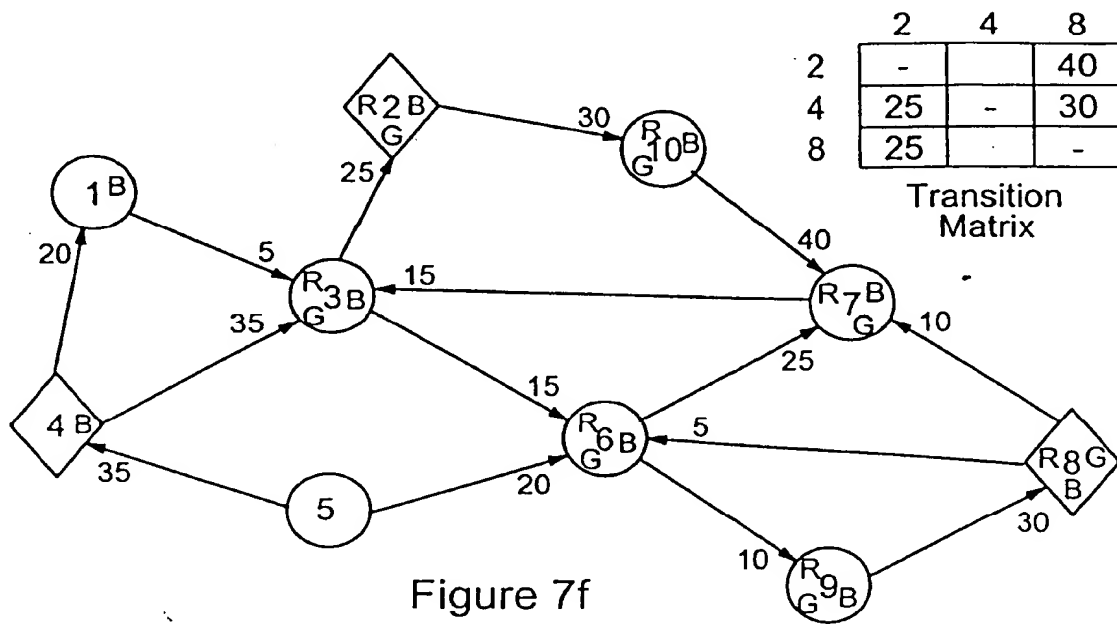 2 4 8
2 - 40
4 25 - 30
8 25 - -
Transition
Matrix
R 2 B
G
30
R 10 B
G
25
1 B
20
5
R 3 B
G
15
40
R 7 B
G
35
10
15
25
4 B
R 6 B
G
5
R 8 G
B
35
5
20
10
30
R 9 B
G
Figure 7f